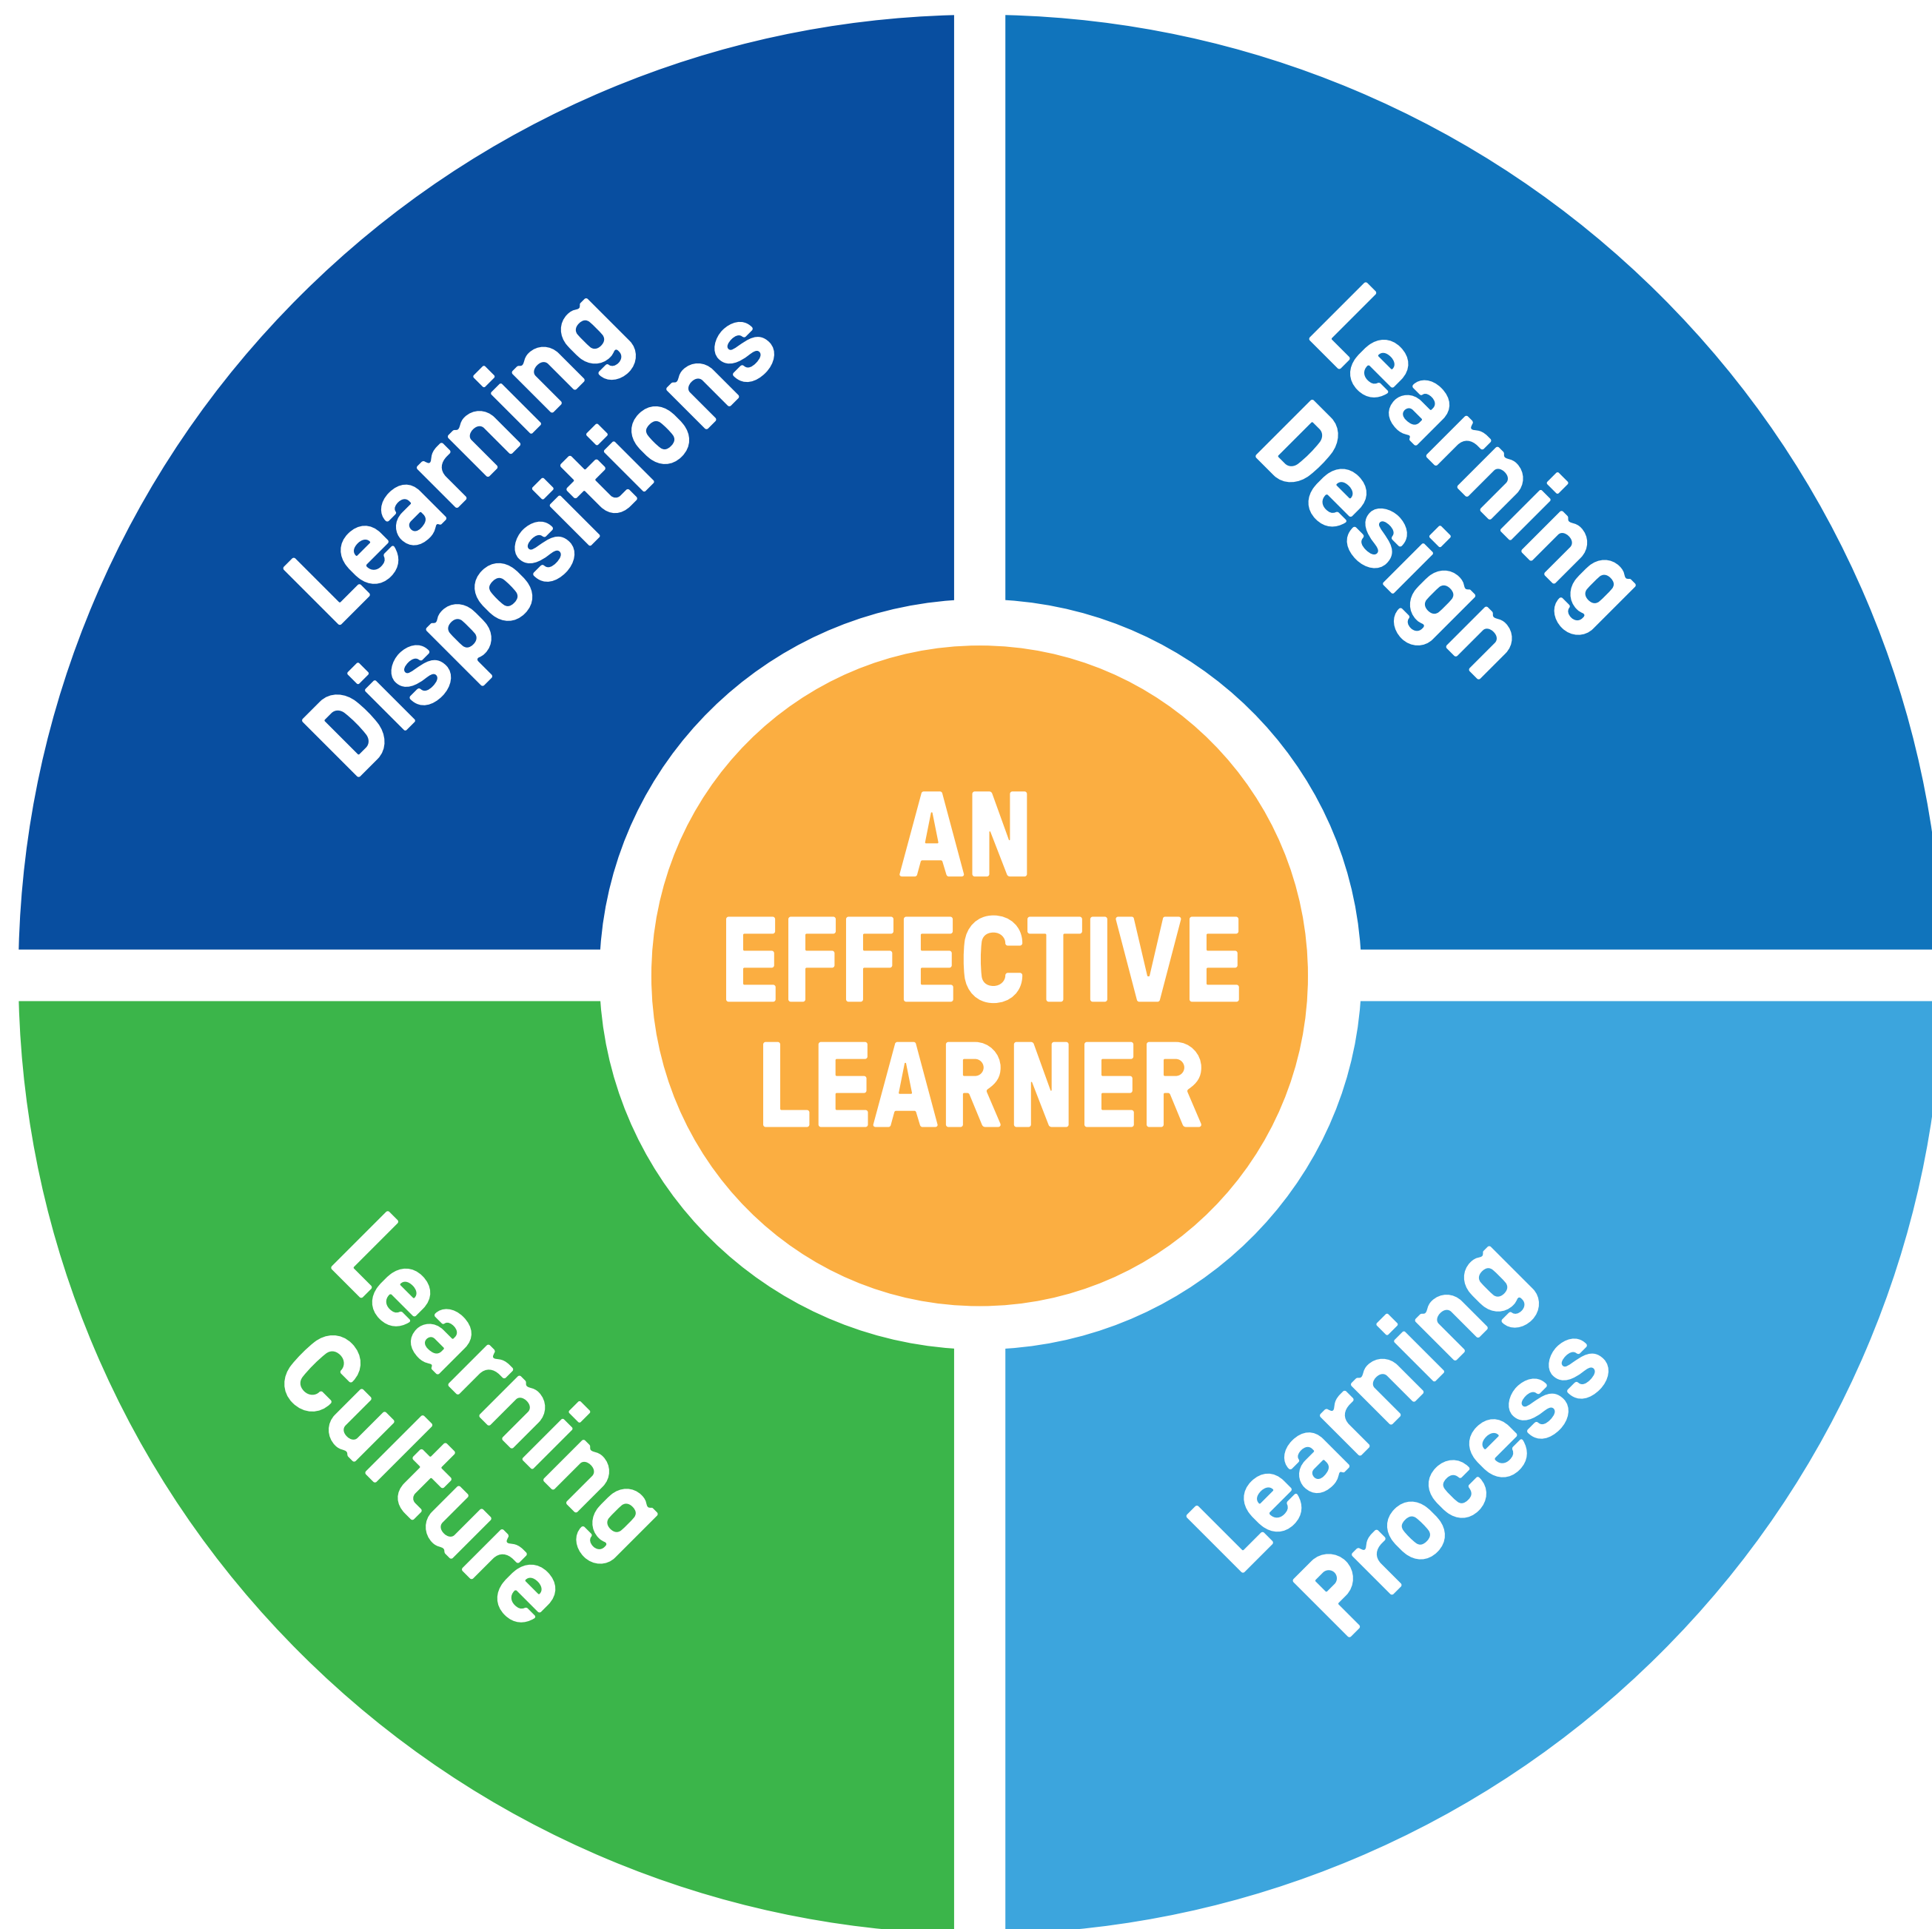 Learning
Dispositions
Learning
Design
AN
EFFECTIVE
LEARNER
Learning
Culture
Learning
Process